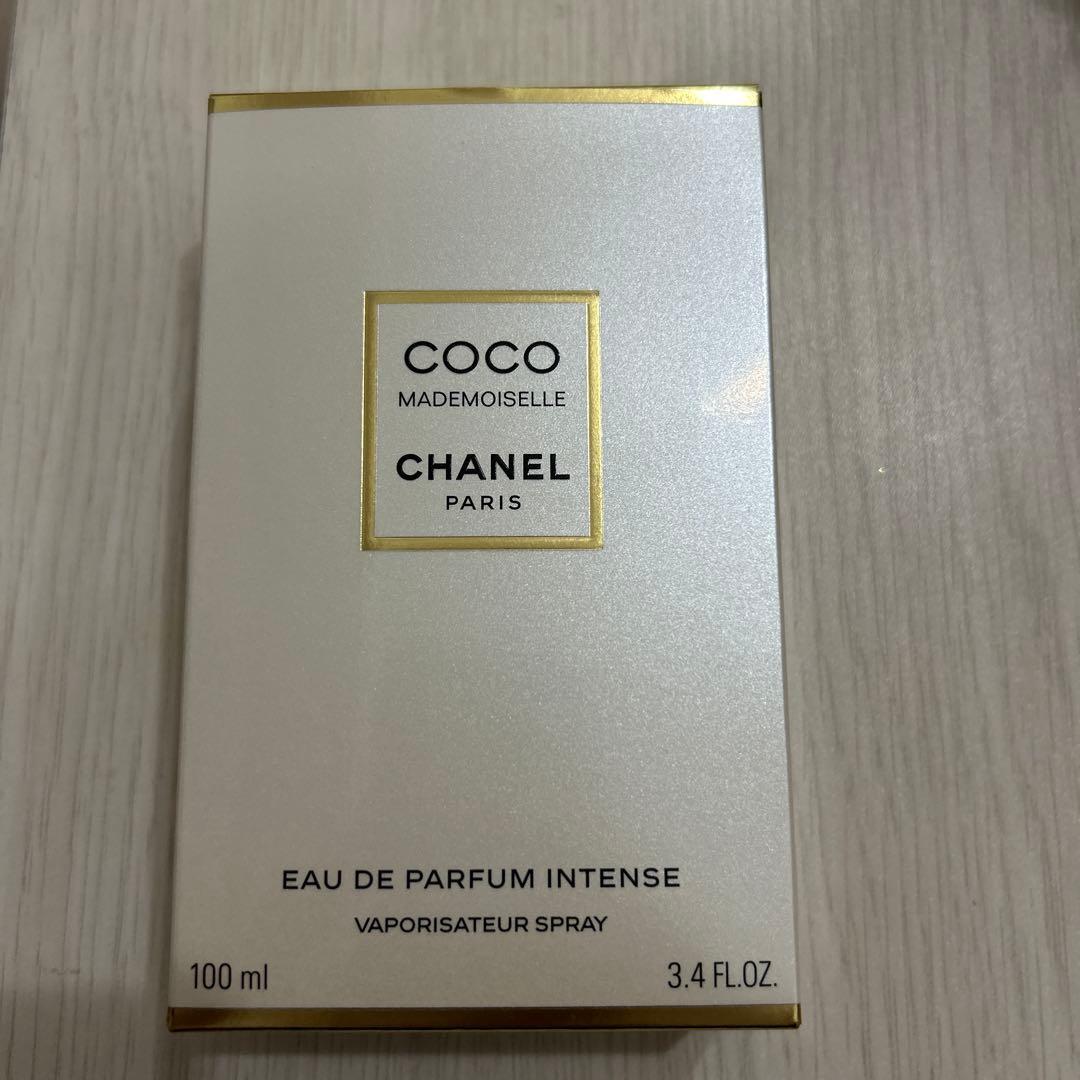 COCO
MADEMOISELLE
CHANEL
PARIS
EAU DE PARFUM INTENSE
VAPORISATEUR SPRAY
100 ml 3.4 FL.OZ.